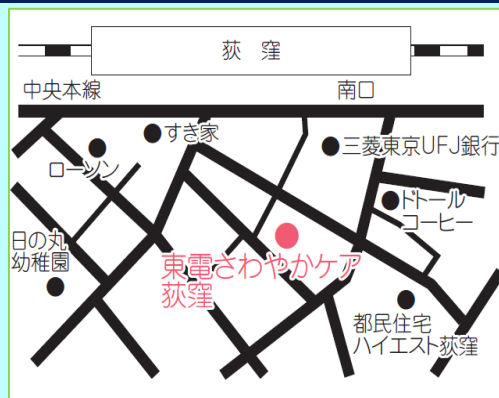 荻窪
中央本線
南口
すき家
ローソン
三菱東京UFJ銀行
ドトール
コーヒー
日の丸
幼稚園
東電さわやかケア
荻窪
都民住宅
ハイエスト荻窪